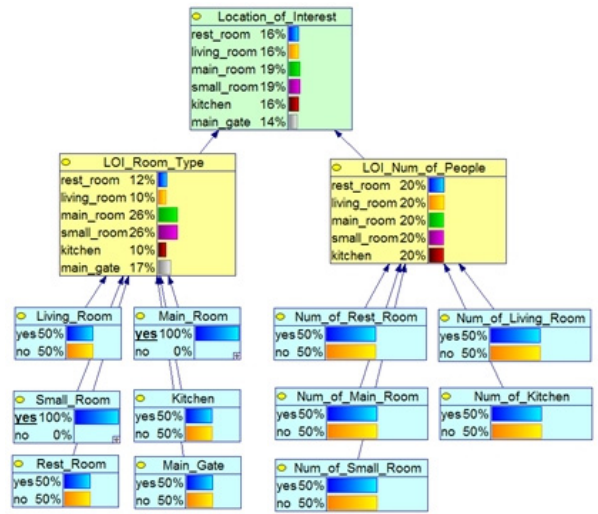 Location_of_Interest
rest_room 16%
living_room 16%
main_room 19%
small_room 19%
kitchen 16%
main_gate 14%
LOI_Room_Type
rest_room 12%
living_room 10%
main_room 26%
small_room 26%
kitchen 10%
main_gate 17%
LOI_Num_of_People
rest_room 20%
living_room 20%
main_room 20%
small_room 20%
kitchen 20%
Living_Room
yes 50%
no 50%
Main_Room
yes 100%
no 0%
Num_of_Rest_Room
yes 50%
no 50%
Num_of_Living_Room
yes 50%
no 50%
Small_Room
yes 100%
no 0%
Kitchen
yes 50%
no 50%
Num_of_Main_Room
yes 50%
no 50%
Num_of_Kitchen
yes 50%
no 50%
Rest_Room
yes 50%
no 50%
Main_Gate
yes 50%
no 50%
Num_of_Small_Room
yes 50%
no 50%